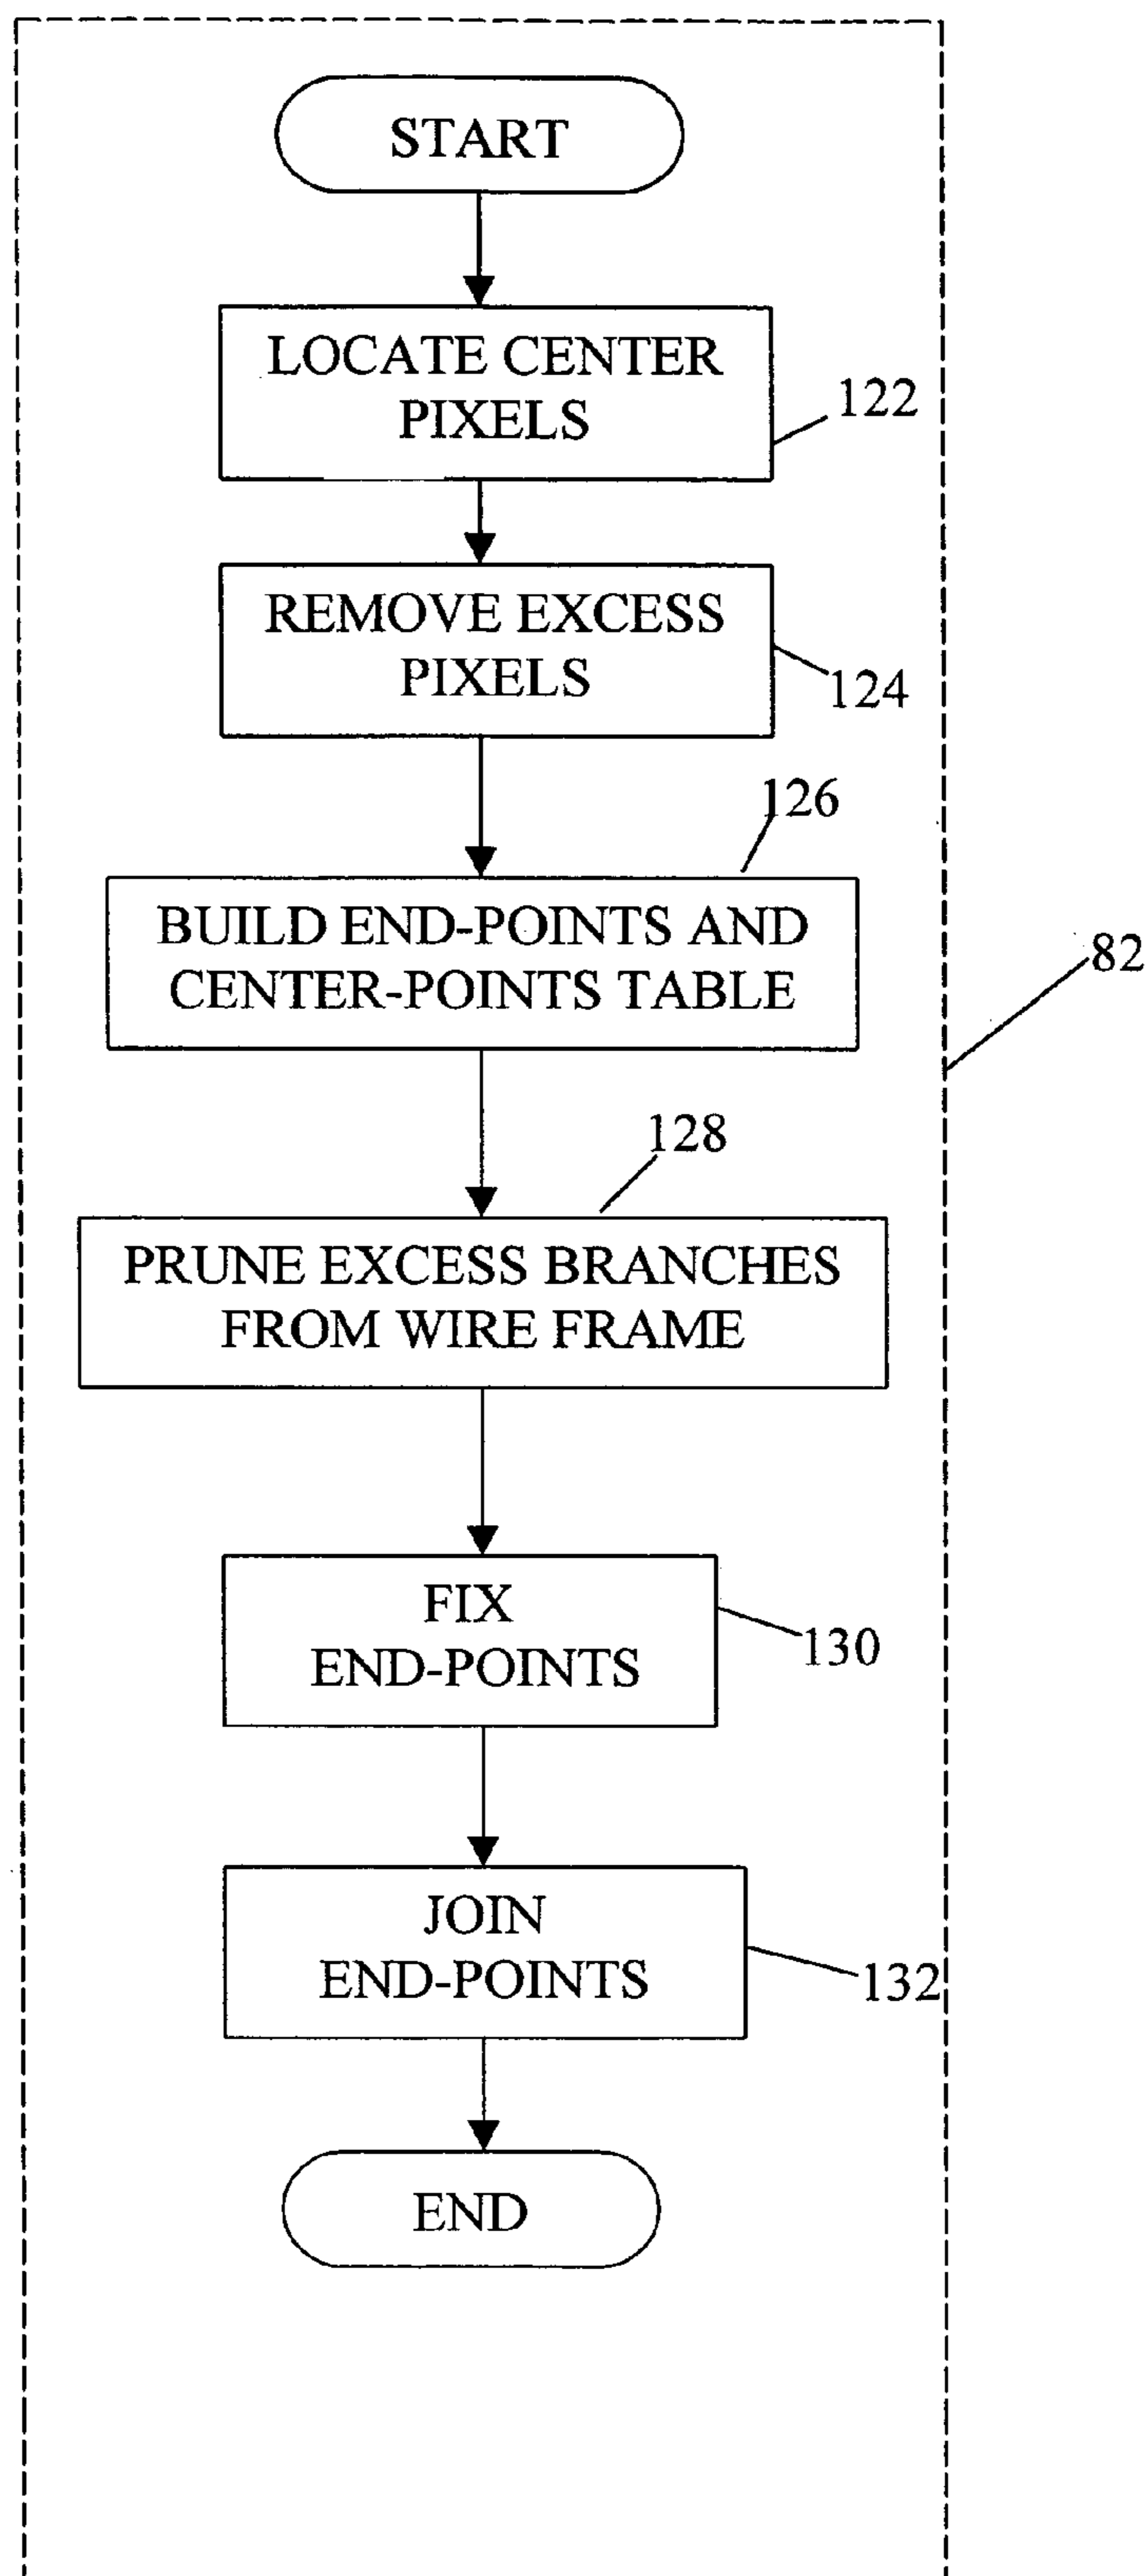 START
LOCATE CENTER
PIXELS
122
REMOVE EXCESS
PIXELS
124
126
BUILD END-POINTS AND
CENTER-POINTS TABLE
82
128
PRUNE EXCESS BRANCHES
FROM WIRE FRAME
FIX
END-POINTS
130
JOIN
END-POINTS
132
END